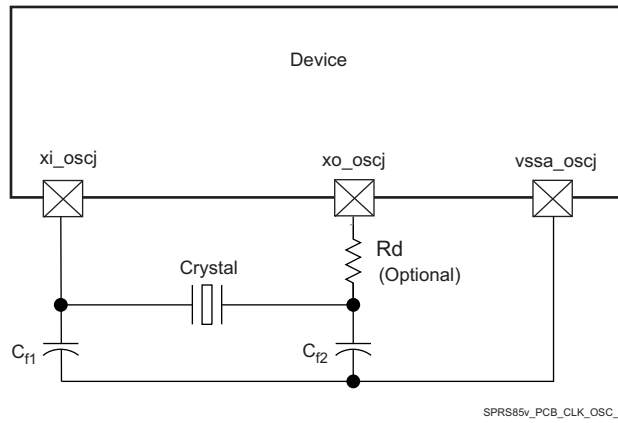 Device
xi_oscj
xo_oscj
vssa_oscj
Rd
(Optional)
Crystal
Cf1
Cf2
SPRS85v_PCB_CLK_OSC_